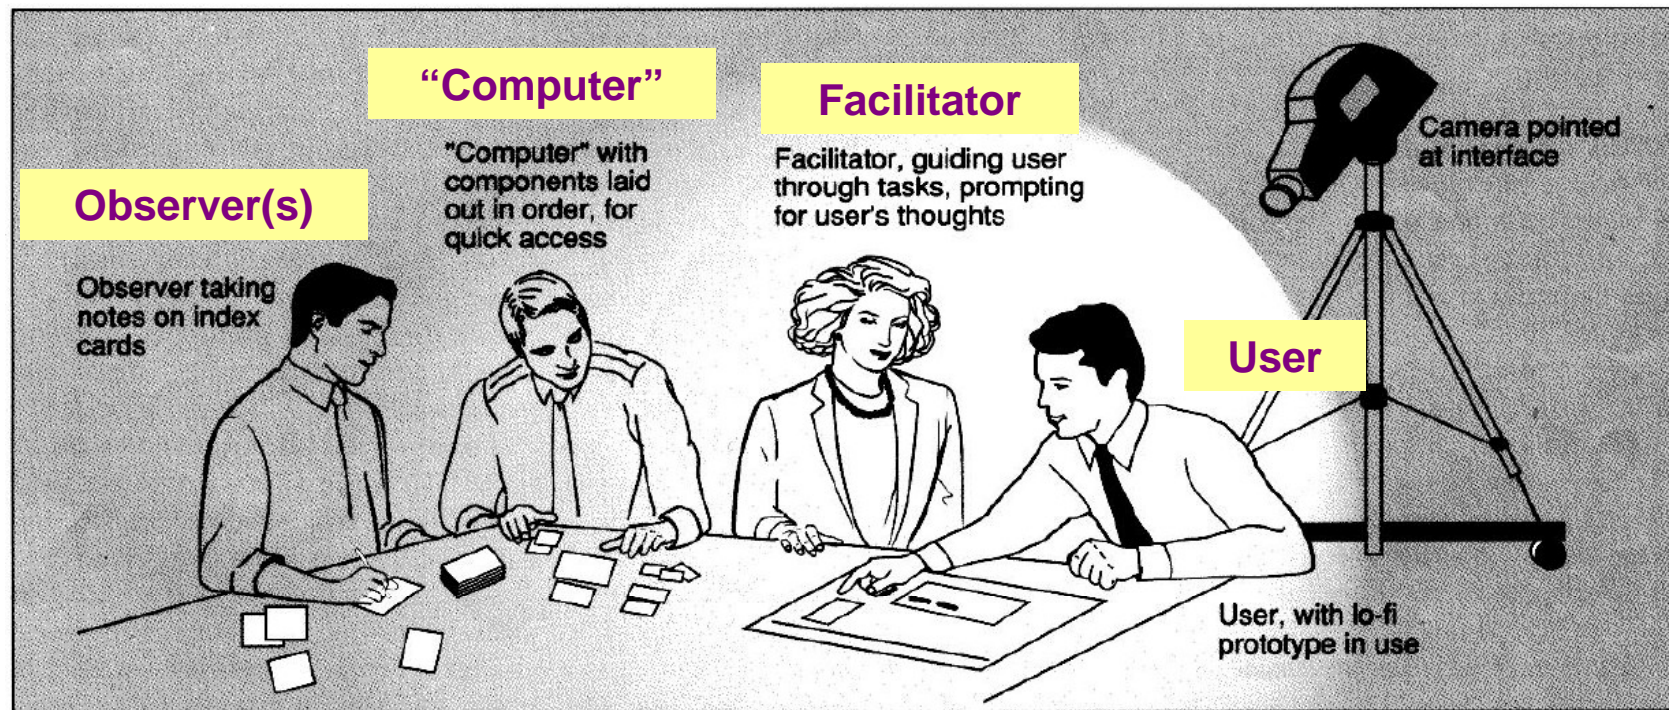 “Computer”
Facilitator
Observer(s)
User
"Computer" with
components laid
out in order, for
quick access
Facilitator, guiding user
through tasks, prompting
for user's thoughts
Camera pointed
at interface
Observer taking
notes on index
cards
User, with lo-fi
prototype in use